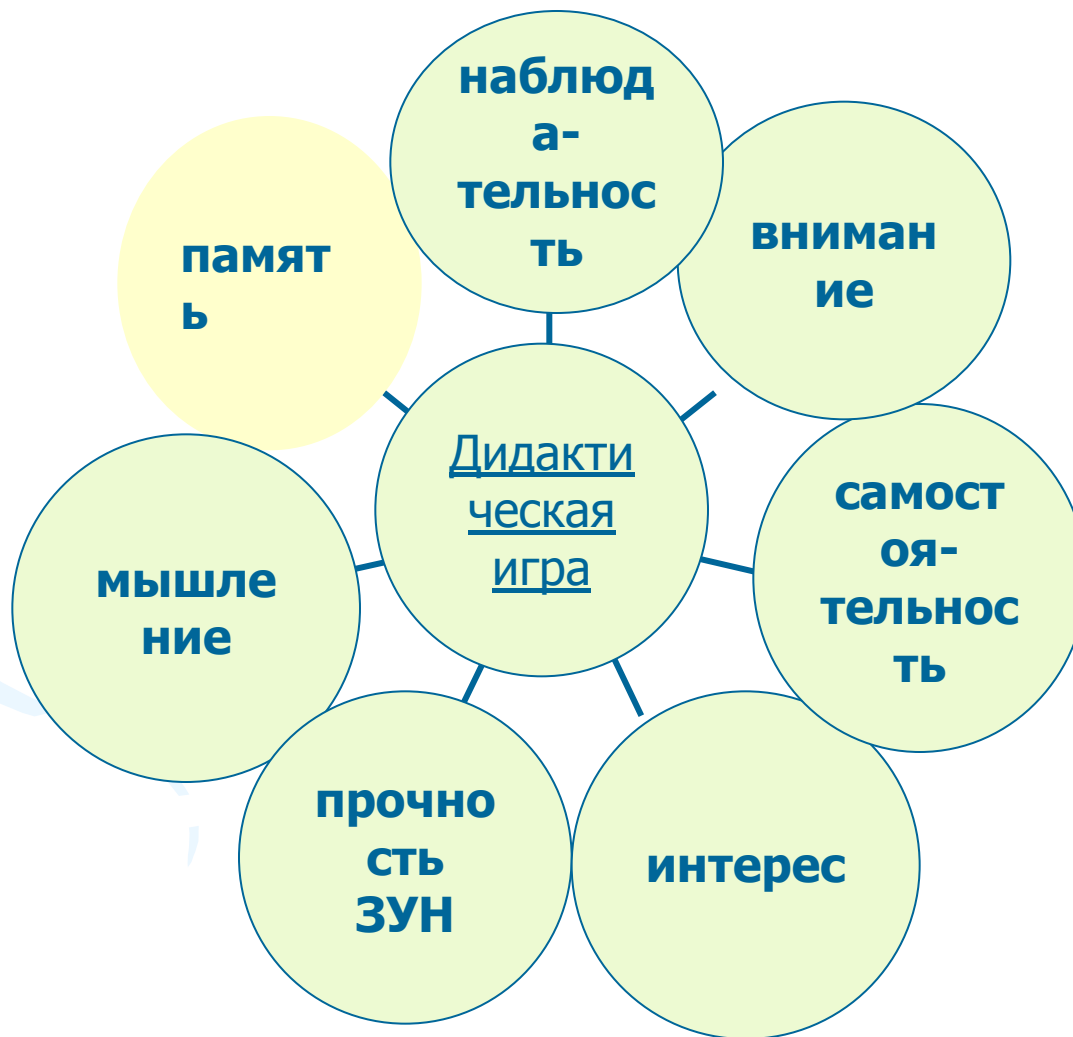 наблюд
а-
тельнос
ть
вниман
ие
памят
ь
Дидакти
ческая
игра
самост
оя-
тельнос
ть
мышле
ние
прочно
сть
ЗУН
интерес